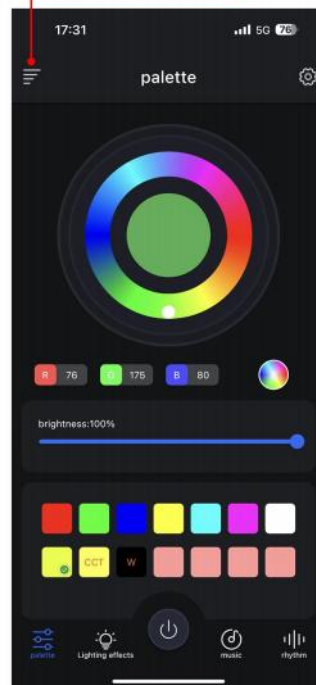 17:31 5G 76
palette
R 76 G 175 B 80
brightness:100%
CCT W
palette Lighting effects music rhythm